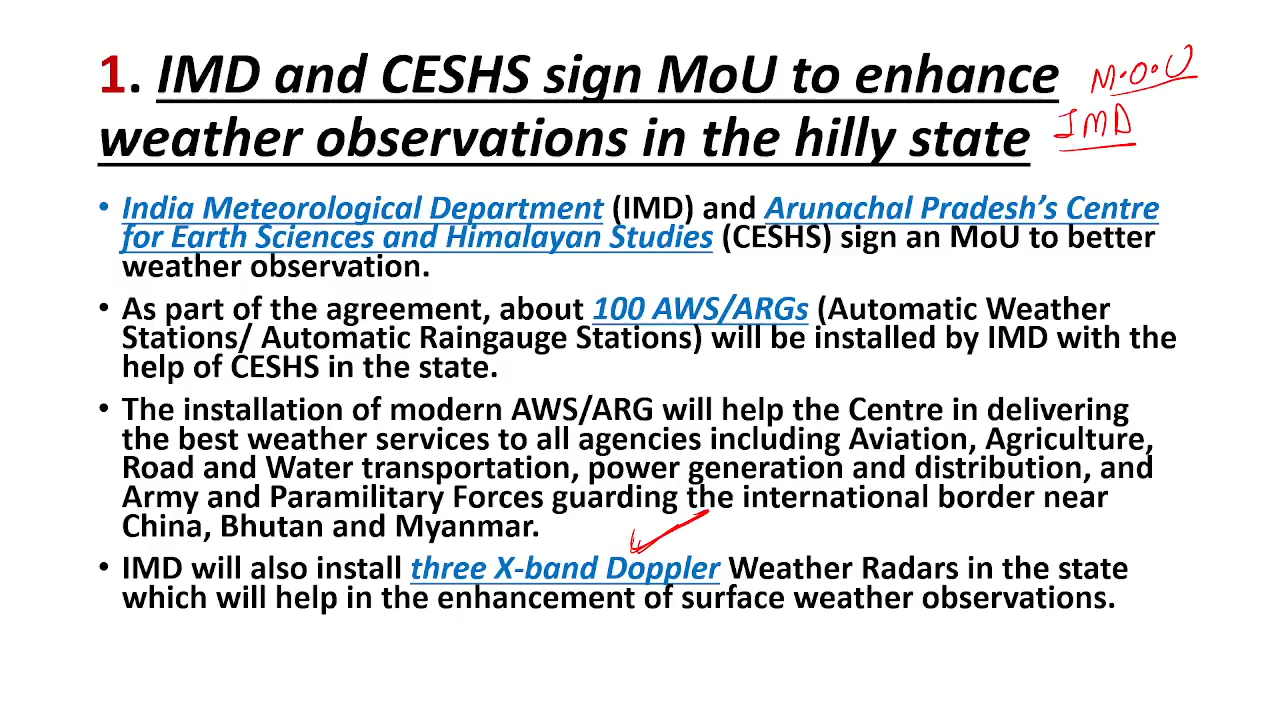 1. IMD and CESHS sign MoU to enhance
weather observations in the hilly state
M.O.U
IMD
• India Meteorological Department (IMD) and Arunachal Pradesh’s Centre
for Earth Sciences and Himalayan Studies (CESHS) sign an MoU to better
weather observation.
• As part of the agreement, about 100 AWS/ARGs (Automatic Weather
Stations/ Automatic Raingauge Stations) will be installed by IMD with the
help of CESHS in the state.
• The installation of modern AWS/ARG will help the Centre in delivering
the best weather services to all agencies including Aviation, Agriculture,
Road and Water transportation, power generation and distribution, and
Army and Paramilitary Forces guarding the international border near
China, Bhutan and Myanmar.
• IMD will also install three X-band Doppler Weather Radars in the state
which will help in the enhancement of surface weather observations.